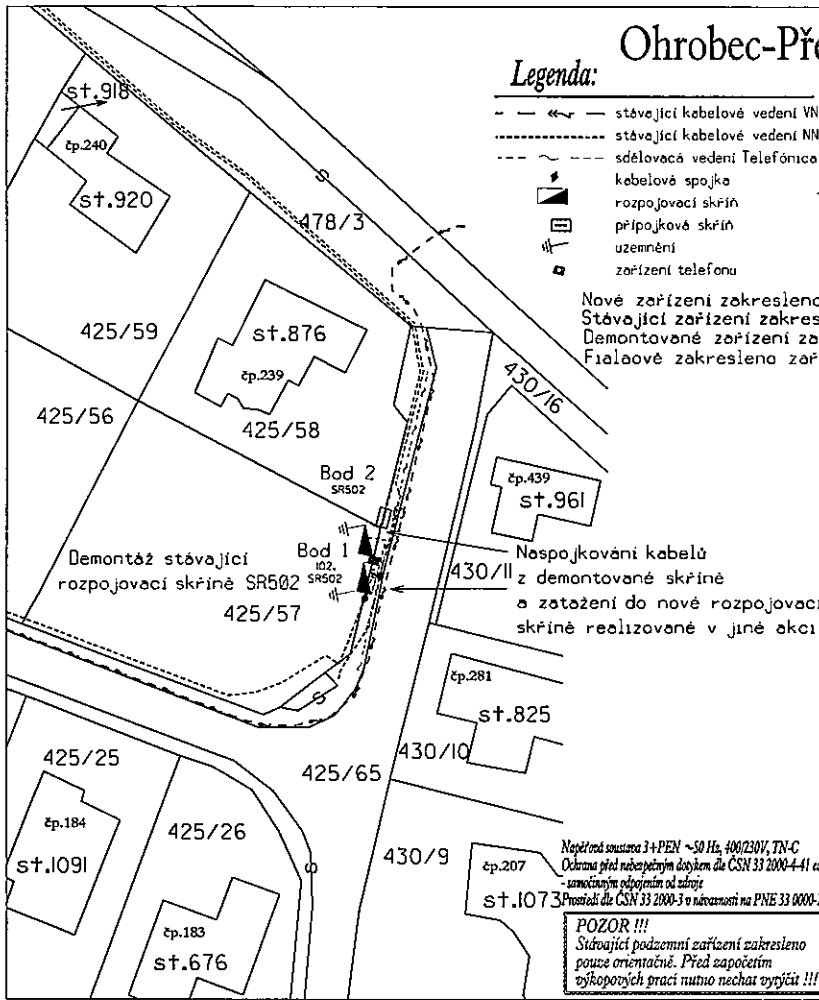 Ohrobec-Pře
Legenda:
stávající kabelové vedení VN
stávající kabelové vedení NN
sdělovací vedení Telefónica
kabelová spojka
rozpojovací skříň
přípojková skříň
uzemnění
zařízení telefonu
Nové zařízení zakresleno
Stávající zařízení zakres
Demontované zařízení za
Fialaově zakresleno zař
st.918
čp.240
st.920
S
478/3
425/59
st.876
čp.239
425/56
425/58
430/16
čp.439
st.961
Bod 2
SR502
S
Bod 1
102.
SR502
Demontáž stávající
rozpojovací skříně SR502
425/57
430/11
Naspojkování kabelů
z demontované skříně
a zatažení do nové rozpojovací
skříně realizované v jiné akci
S
čp.281
st.825
430/10
425/25
425/65
čp.184
425/26
st.1091
S
430/9
čp.207
st.1073
čp.183
st.676
Napěťová soustava 3+PEN ~50 Hz, 400/230V, TN-C
Ochrana před nebezpečným dotykem dle ČSN 33 2000-4-41
- samočinným odpojením od zdroje
Prostředí dle ČSN 33 2000-3 v návaznosti na PNE 33 0000-
POZOR !!!
Stávající podzemní zařízení zakresleno
pouze orientačně. Před započetím
výkopových prací nutno nechat vytýčit !!!